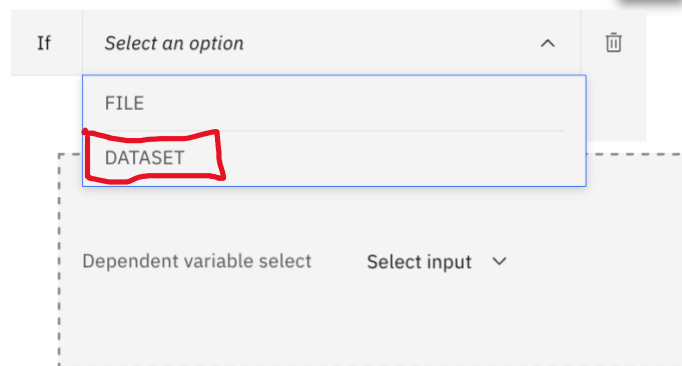 If Select an option
FILE
DATASET
Dependent variable select Select input